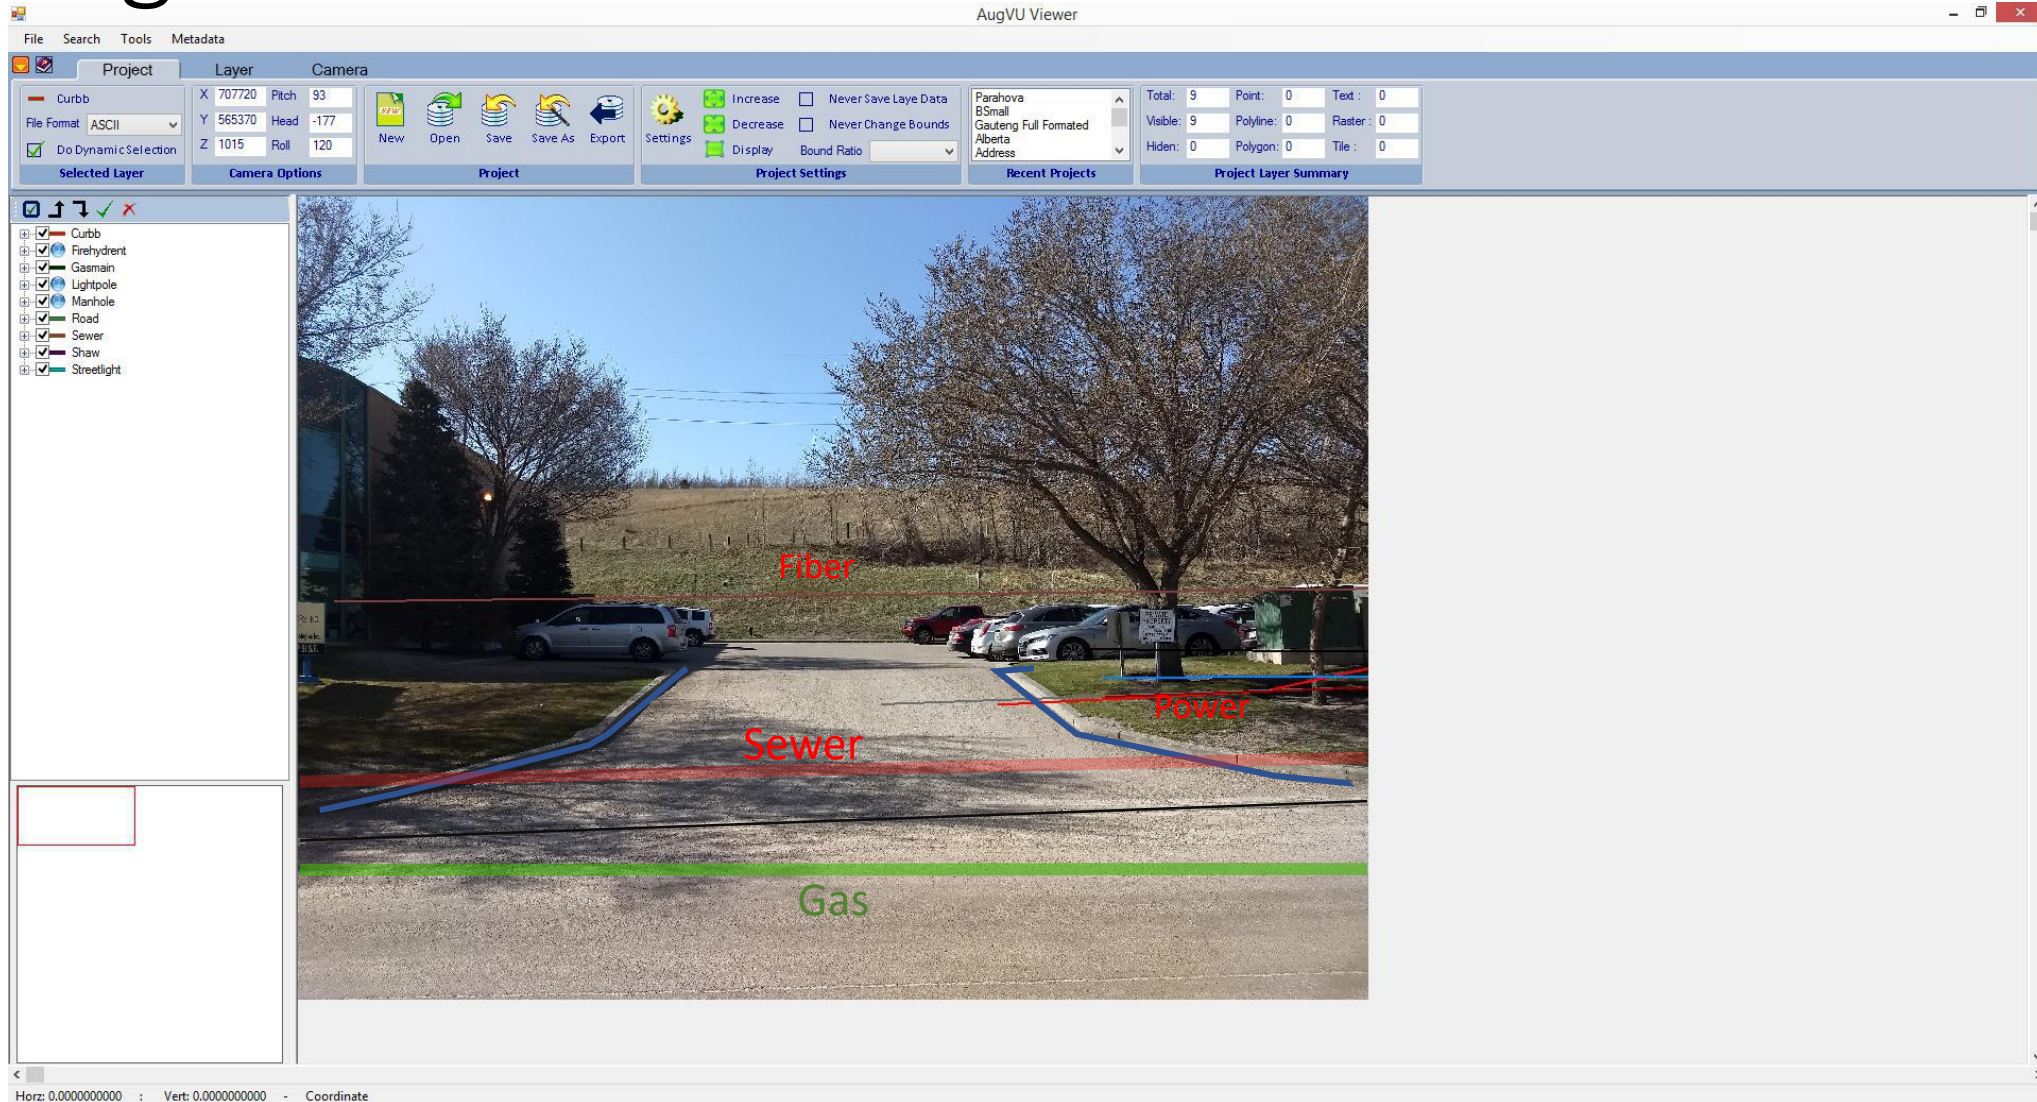 AugVU Viewer
File Search Tools Metadata
Project Layer Camera
Curbb
File Format ASCII
Do Dynamic Selection
Selected Layer
X 707720 Pitch 93
Y 565370 Head -177
Z 1015 Roll 120
Camera Options
NEW
New Open Save Save As Export
Project
Settings
Increase Never Save Laye Data
Decrease Never Change Bounds
Display Bound Ratio
Project Settings
Parahova
BSmall
Gauteng Full Formated
Alberta
Address
Recent Projects
Total: 9 Point: 0 Text : 0
Visible: 9 Polyline: 0 Raster : 0
Hiden: 0 Polygon: 0 Tile : 0
Project Layer Summary
Curbb
Firehydrent
Gasmain
Lightpole
Manhole
Road
Sewer
Shaw
Streetlight
Fiber
PRIVATE
PROPERTY
Power
Sewer
Gas
Horz: 0.0000000000 : Vert: 0.0000000000 - Coordinate